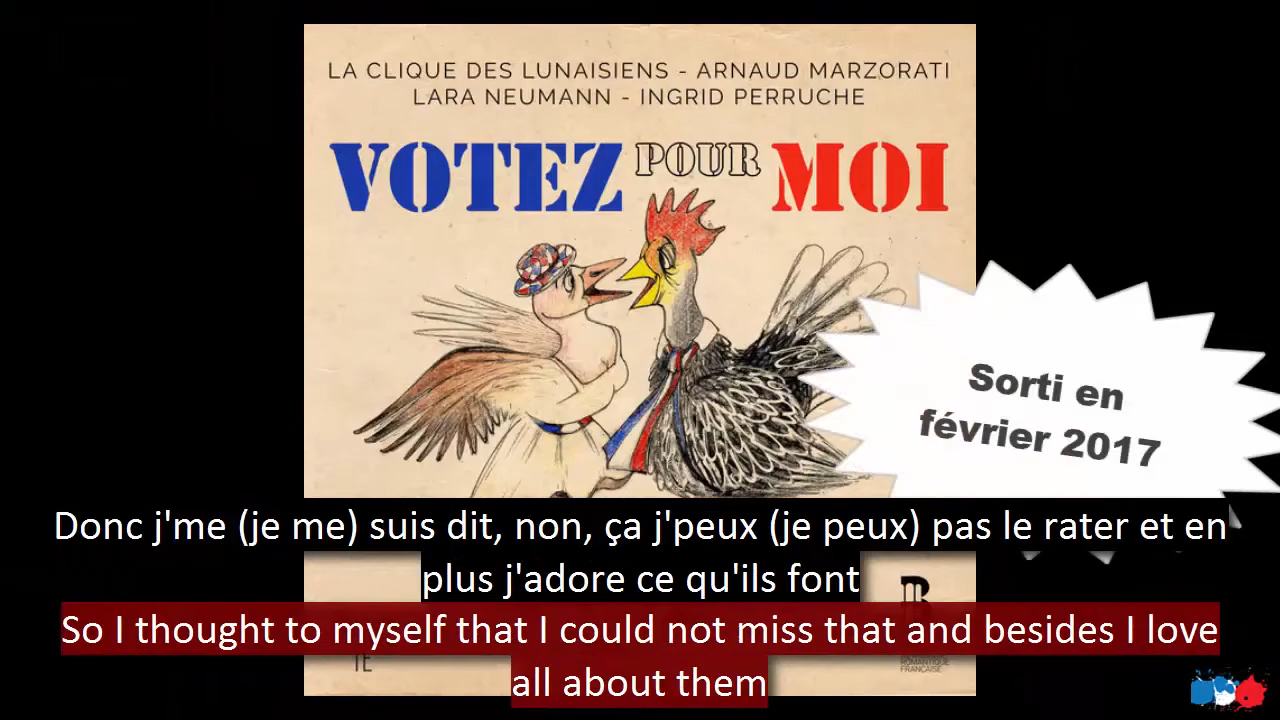 LA CLIQUE DES LUNAISIENS - ARNAUD MARZORATI
LARA NEUMANN - INGRID PERRUCHE
VOTEZ POUR MOI
Sorti en
février 2017
Donc j'me (je me) suis dit, non, ça j'peux (je peux) pas le rater et en
plus j'adore ce qu'ils font
So I thought to myself that I could not miss that and besides I love
all about them
ROMANTIQUE
FRANÇAISE